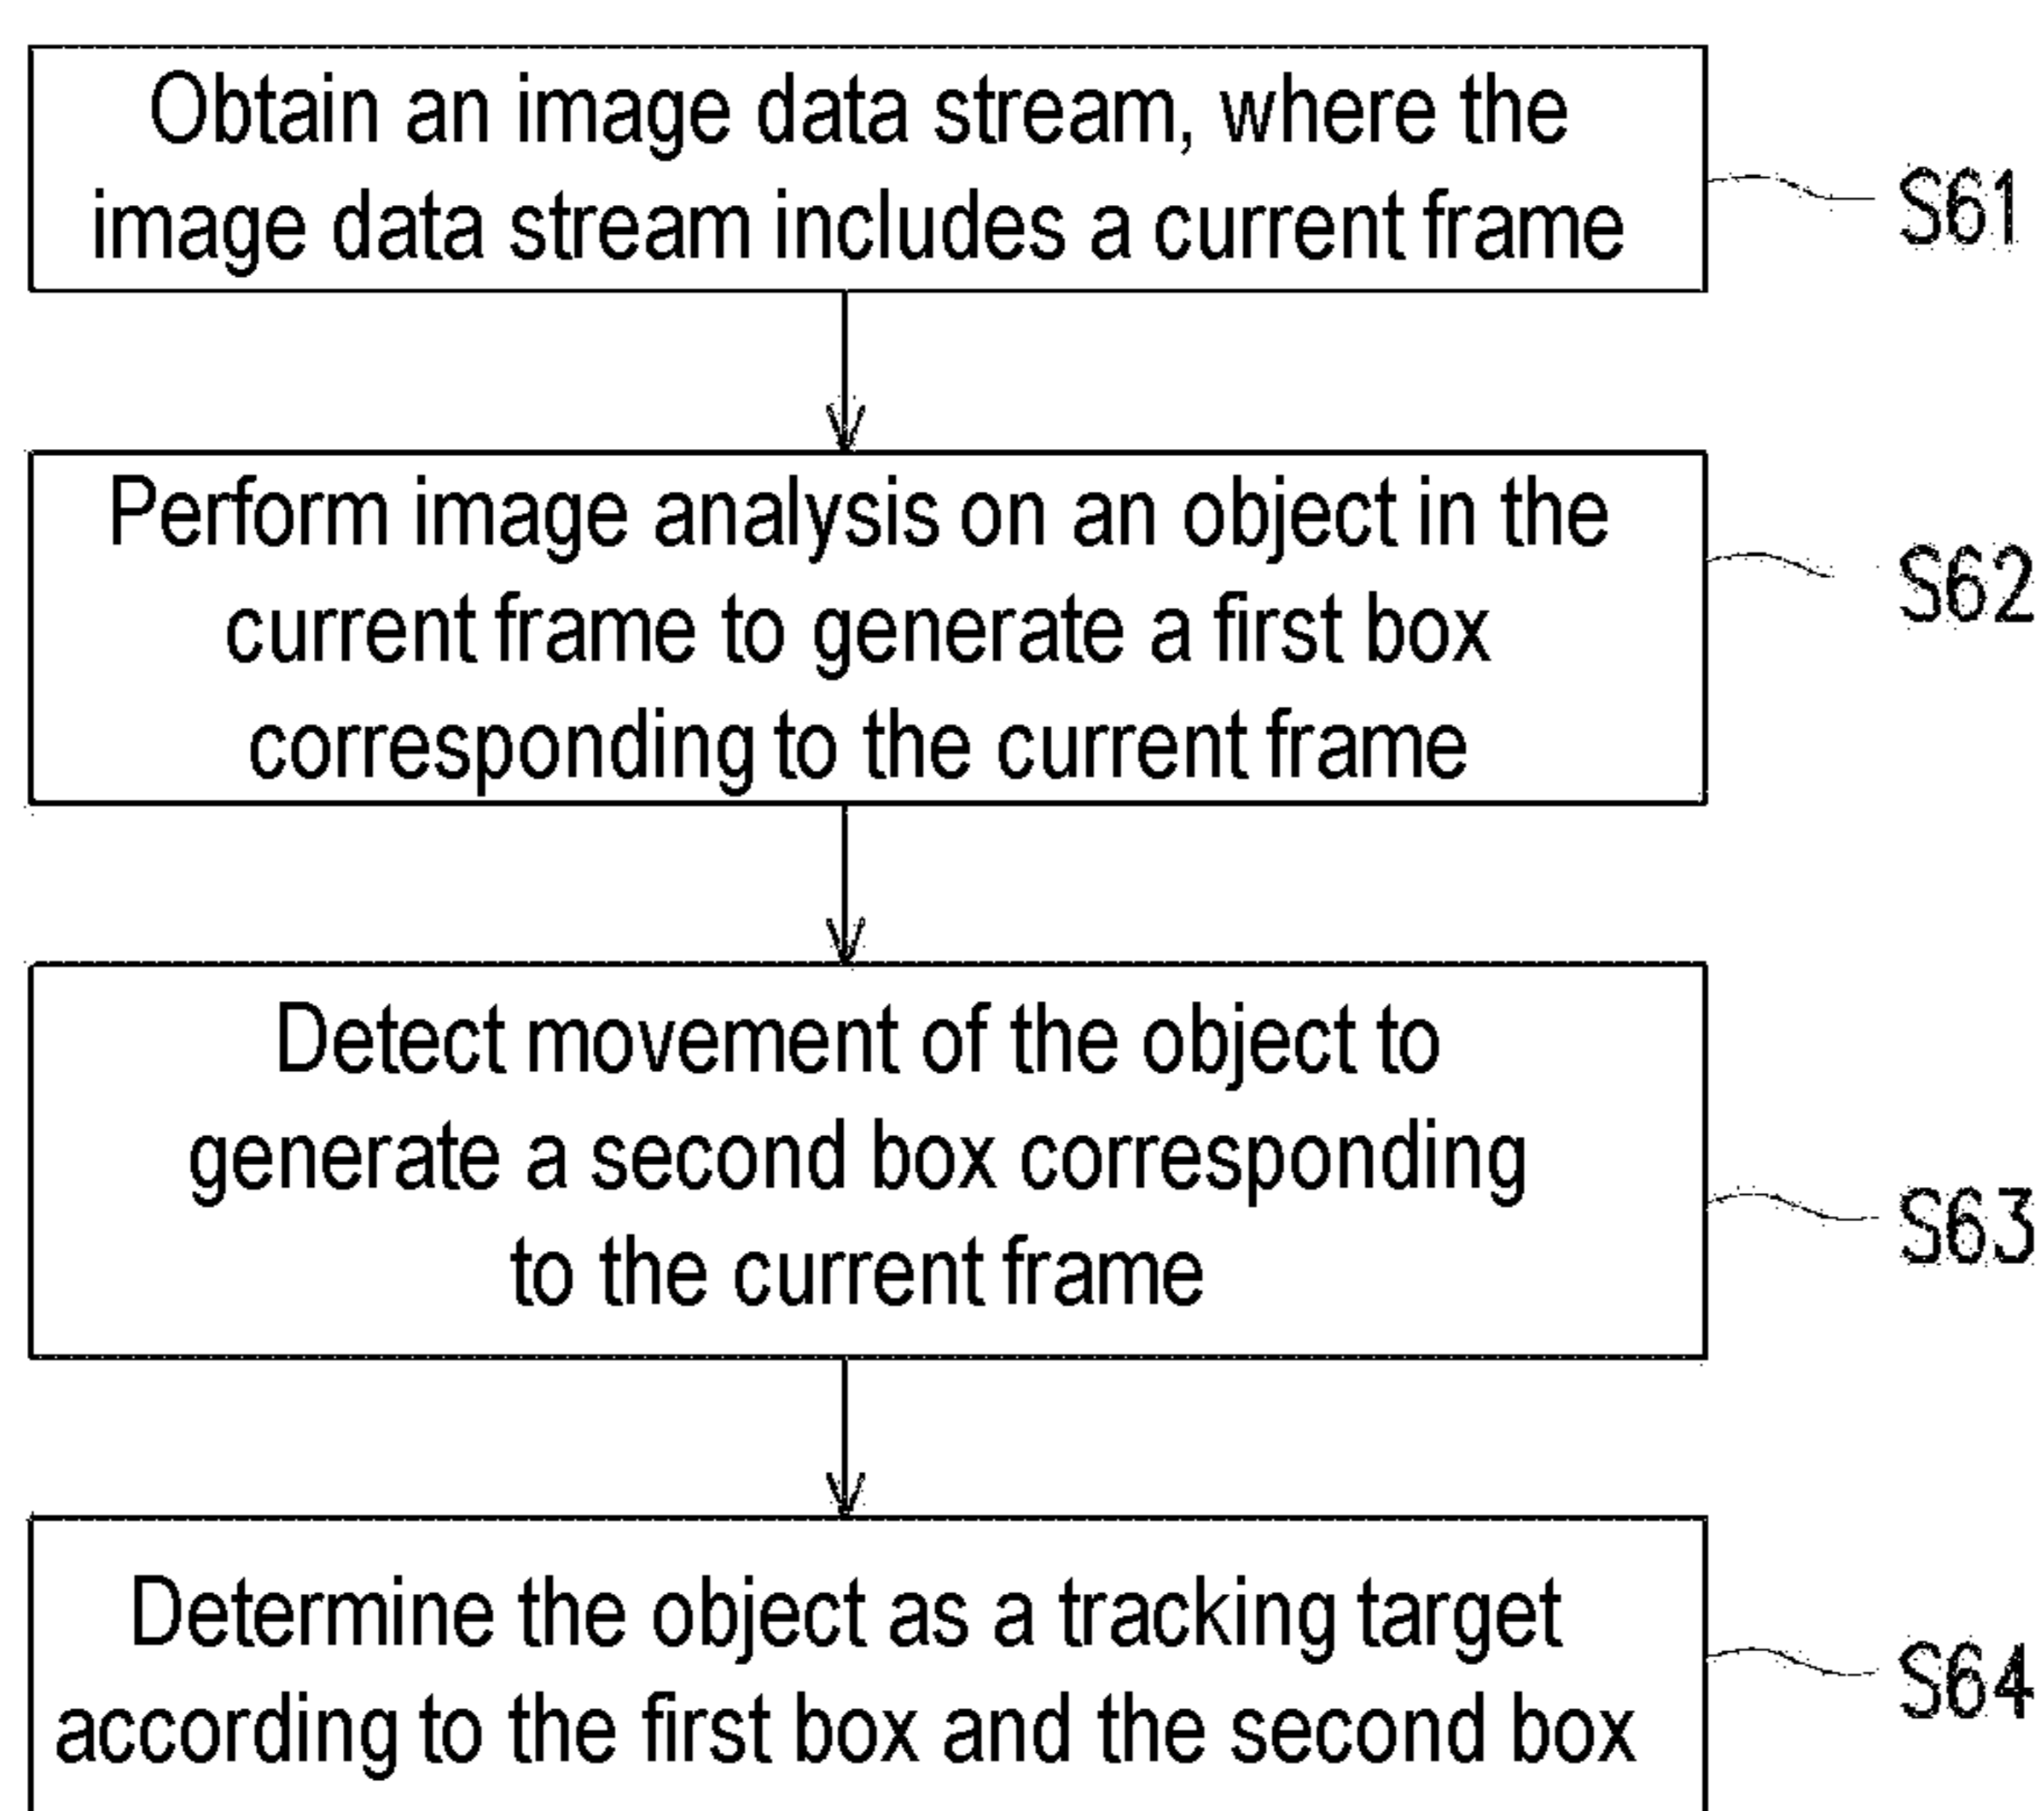 Obtain an image data stream, where the
image data stream includes a current frame
S61
Perform image analysis on an object in the
current frame to generate a first box
corresponding to the current frame
S62
Detect movement of the object to
generate a second box corresponding
to the current frame
S63
Determine the object as a tracking target
according to the first box and the second box
S64